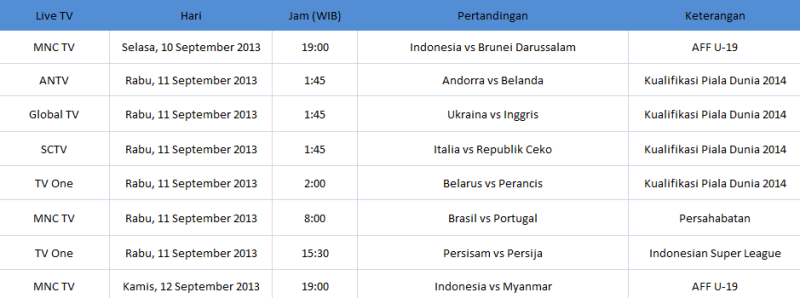 Live TV Hari Jam (WIB) Pertandingan Keterangan
MNC TV Selasa, 10 September 2013 19:00 Indonesia vs Brunei Darussalam AFF U-19
ANTV Rabu, 11 September 2013 1:45 Andorra vs Belanda Kualifikasi Piala Dunia 2014
Global TV Rabu, 11 September 2013 1:45 Ukraina vs Inggris Kualifikasi Piala Dunia 2014
SCTV Rabu, 11 September 2013 1:45 Italia vs Republik Ceko Kualifikasi Piala Dunia 2014
TV One Rabu, 11 September 2013 2:00 Belarus vs Perancis Kualifikasi Piala Dunia 2014
MNC TV Rabu, 11 September 2013 8:00 Brasil vs Portugal Persahabatan
TV One Rabu, 11 September 2013 15:30 Persisam vs Persija Indonesian Super League
MNC TV Kamis, 12 September 2013 19:00 Indonesia vs Myanmar AFF U-19